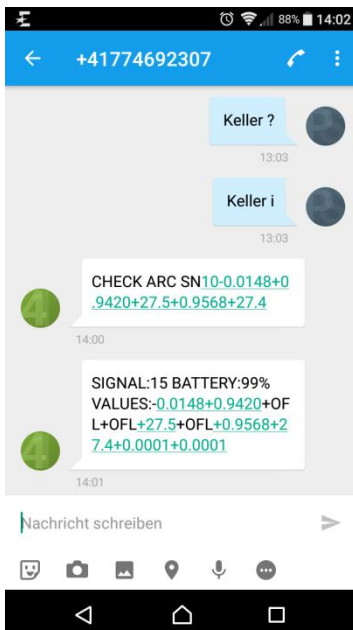 88% 14:02
+41774692307
Keller ?
13:03
Keller i
13:03
CHECK ARC SN10-0.0148+0
.9420+27.5+0.9568+27.4
14:00
SIGNAL:15 BATTERY:99%
VALUES:-0.0148+0.9420+OF
L+OFL+27.5+OFL+0.9568+2
7.4+0.0001+0.0001
14:01
Nachricht schreiben